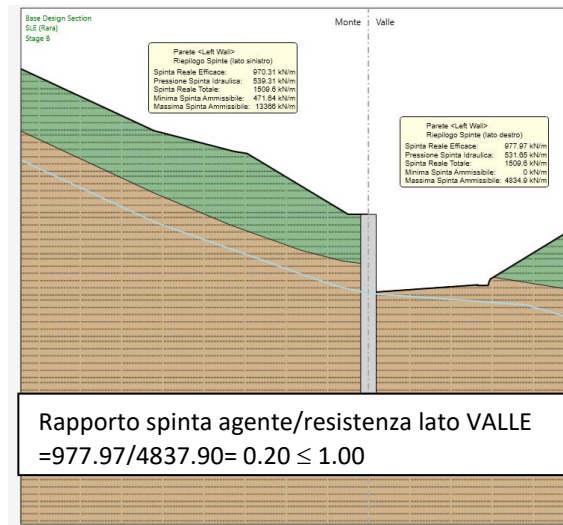 Base Design Section
SLE (Rara)
Stage 8
Monte
Valle
Parete <Left Wall>
Riepilogo Spinte (lato sinistro)
Spinta Reale Efficace: 970.31 kN/m
Pressione Spinta Idraulica: 539.31 kN/m
Spinta Reale Totale: 1509.6 kN/m
Minima Spinta Ammissibile: 471.64 kN/m
Massima Spinta Ammissibile: 13366 kN/m
Parete <Left Wall>
Riepilogo Spinte (lato destro)
Spinta Reale Efficace: 977.97 kN/m
Pressione Spinta Idraulica: 531.65 kN/m
Spinta Reale Totale: 1509.6 kN/m
Minima Spinta Ammissibile: 0 kN/m
Massima Spinta Ammissibile: 4834.9 kN/m
Rapporto spinta agente/resistenza lato VALLE
=977.97/4837.90= 0.20 ≤ 1.00